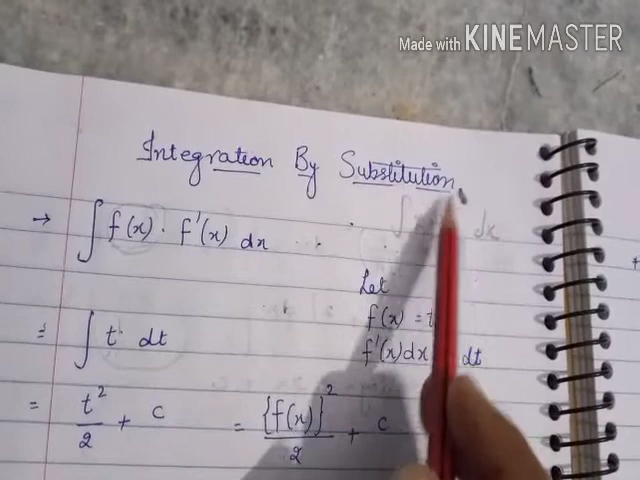 Made with KINEMASTER
Integration By Substitution.
→ ∫ f(x) · f'(x) dx
Let
f(x) = t
= ∫ t · dt
f'(x)dx dt
= t²/2 + c = {f(x)}²/2 + c